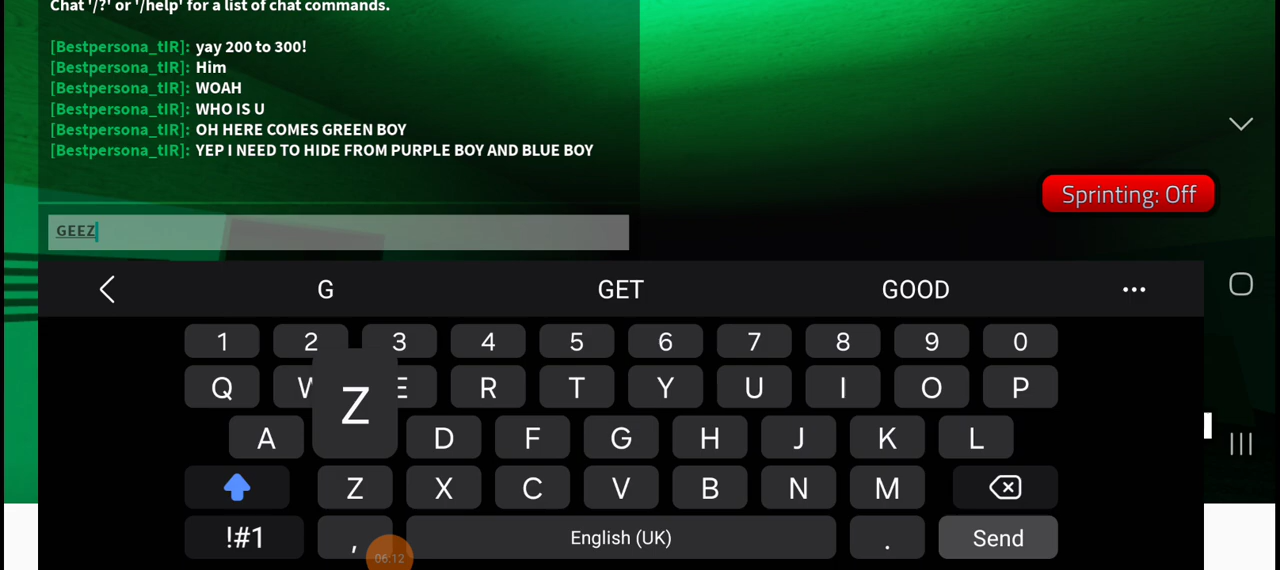 Chat '/?' or '/help' for a list of chat commands.
[Bestpersona_tIR]: yay 200 to 300!
[Bestpersona_tIR]: Him
[Bestpersona_tIR]: WOAH
[Bestpersona_tIR]: WHO IS U
[Bestpersona_tIR]: OH HERE COMES GREEN BOY
[Bestpersona_tIR]: YEP I NEED TO HIDE FROM PURPLE BOY AND BLUE BOY
Sprinting: Off
GEEZ
G GET GOOD ...
1 2 3 4 5 6 7 8 9 0
Q W E R T Y U I O P
Z
A D F G H J K L
Z X C V B N M
!#1 , English (UK) . Send
06:12